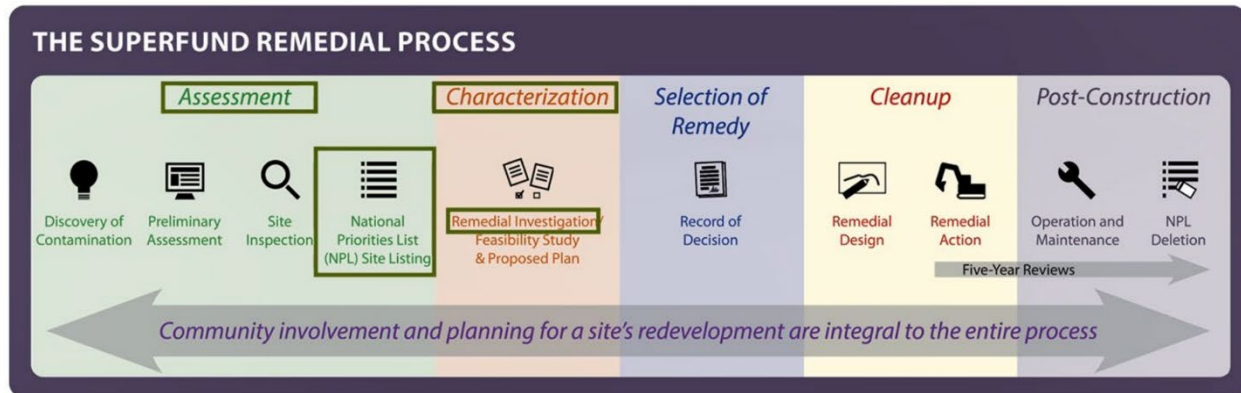 THE SUPERFUND REMEDIAL PROCESS
Assessment
Discovery of
Contamination
Preliminary
Assessment
Site
Inspection
National
Priorities List
(NPL) Site Listing
Characterization
Remedial Investigation/
Feasibility Study
& Proposed Plan
Selection of
Remedy
Record of
Decision
Cleanup
Remedial
Design
Remedial
Action
Post-Construction
Operation and
Maintenance
NPL
Deletion
Five-Year Reviews
Community involvement and planning for a site's redevelopment are integral to the entire process